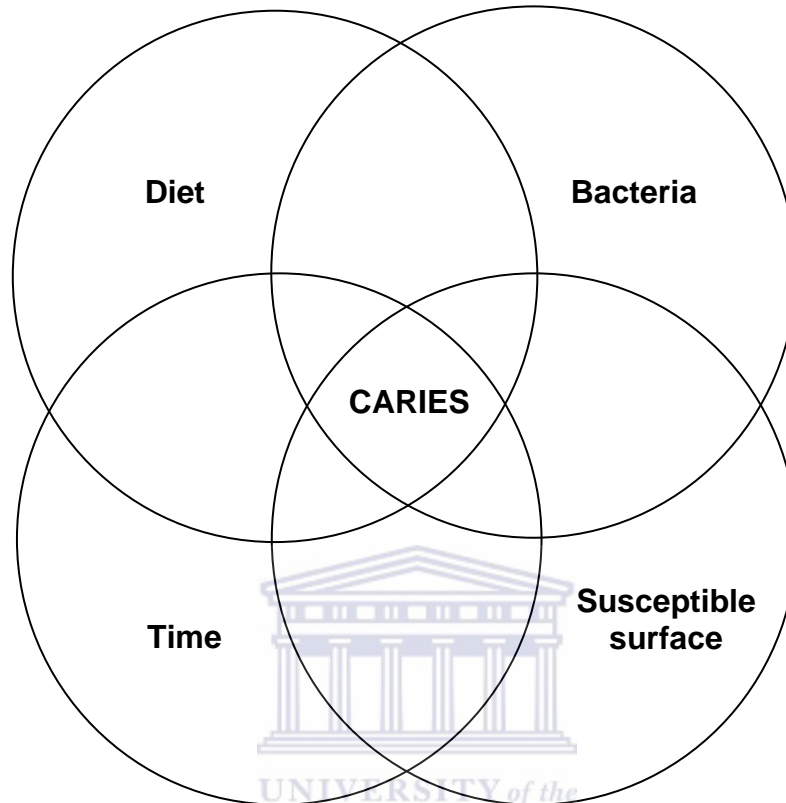 Diet
Bacteria
CARIES
Time
Susceptible
surface
UNIVERSITY of the